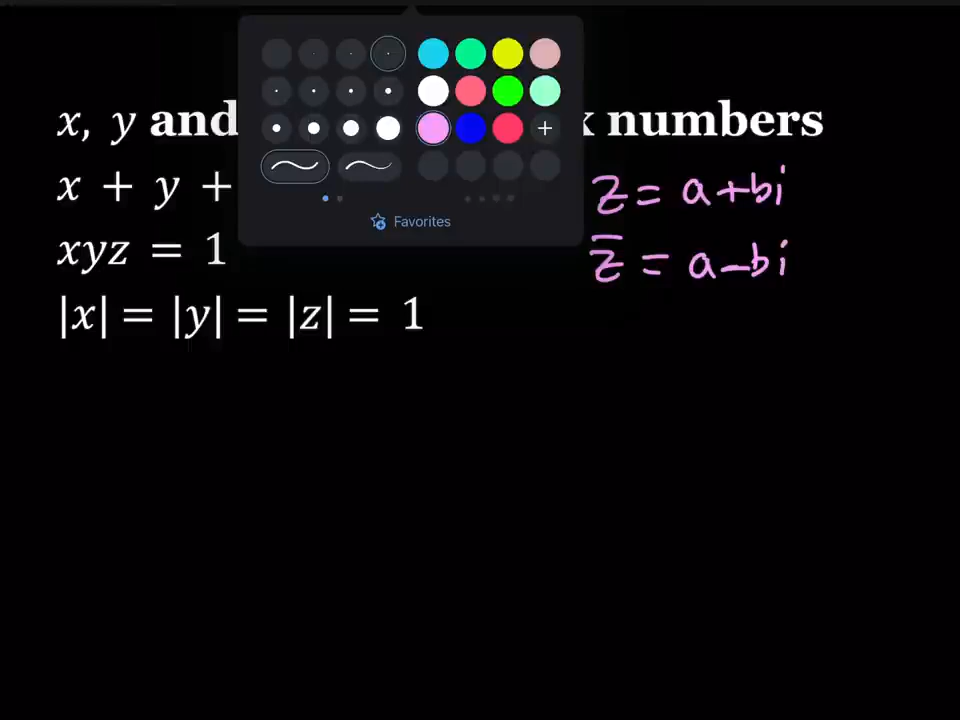 x, y and x numbers
x + y +
xyz = 1
|x| = |y| = |z| = 1
z = a + bi
z̅ = a - bi
Favorites